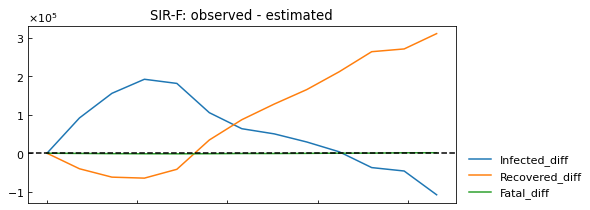 SIR-F: observed - estimated
×10⁵
3
2
1
0
−1
Infected_diff
Recovered_diff
Fatal_diff